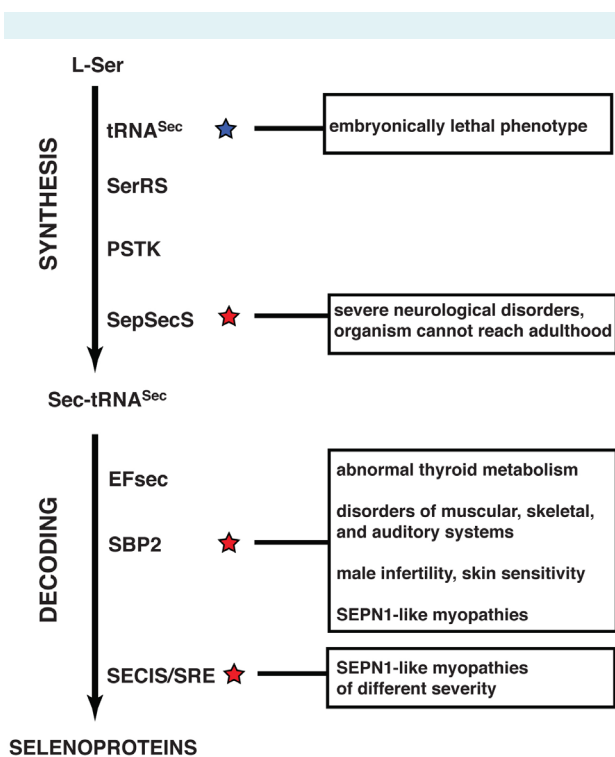 L-Ser
SYNTHESIS
tRNASec
embryonically lethal phenotype
SerRS
PSTK
SepSecS
severe neurological disorders,
organism cannot reach adulthood
Sec-tRNASec
DECODING
EFsec
SBP2
abnormal thyroid metabolism
disorders of muscular, skeletal,
and auditory systems
male infertility, skin sensitivity
SEPN1-like myopathies
SECIS/SRE
SEPN1-like myopathies
of different severity
SELENOPROTEINS